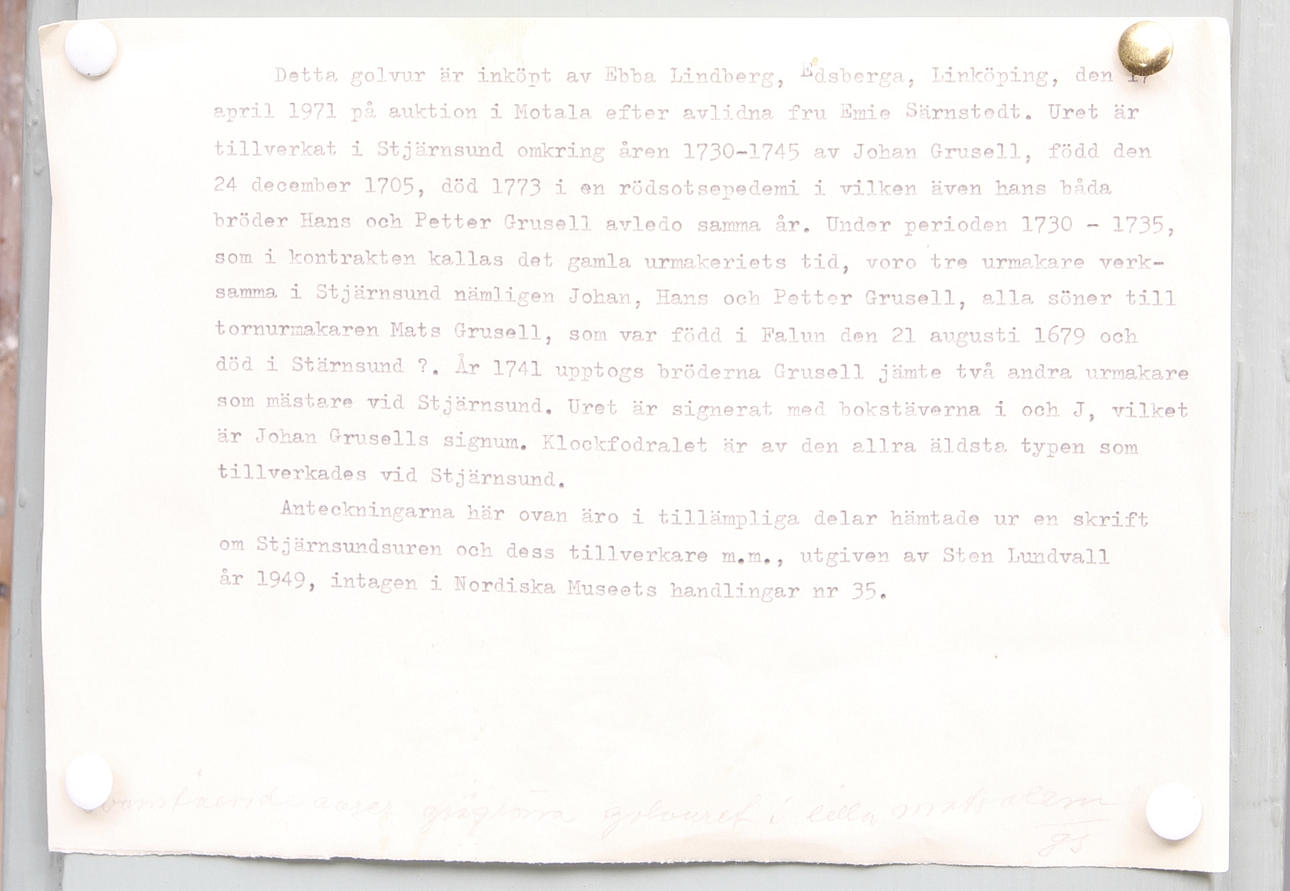 Detta golvur är inköpt av Ebba Lindberg, Edsberga, Linköping, den 17
april 1971 på auktion i Motala efter avlidna fru Emie Särnstedt. Uret är
tillverkat i Stjärnsund omkring åren 1730-1745 av Johan Grusell, född den
24 december 1705, död 1773 i en rödsotsepedemi i vilken även hans båda
bröder Hans och Petter Grusell avledo samma år. Under perioden 1730 - 1735,
som i kontrakten kallas det gamla urmakeriets tid, voro tre urmakare verk-
samma i Stjärnsund nämligen Johan, Hans och Petter Grusell, alla söner till
tornurmakaren Mats Grusell, som var född i Falun den 21 augusti 1679 och
död i Stärnsund ?. År 1741 upptogs bröderna Grusell jämte två andra urmakare
som mästare vid Stjärnsund. Uret är signerat med bokstäverna i och J, vilket
är Johan Grusells signum. Klockfodralet är av den allra äldsta typen som
tillverkades vid Stjärnsund.
Anteckningarna här ovan äro i tillämpliga delar hämtade ur en skrift
om Stjärnsundsuren och dess tillverkare m.m., utgiven av Sten Lundvall
år 1949, intagen i Nordiska Museets handlingar nr 35.
grågröna golvuret i lilla matsalen